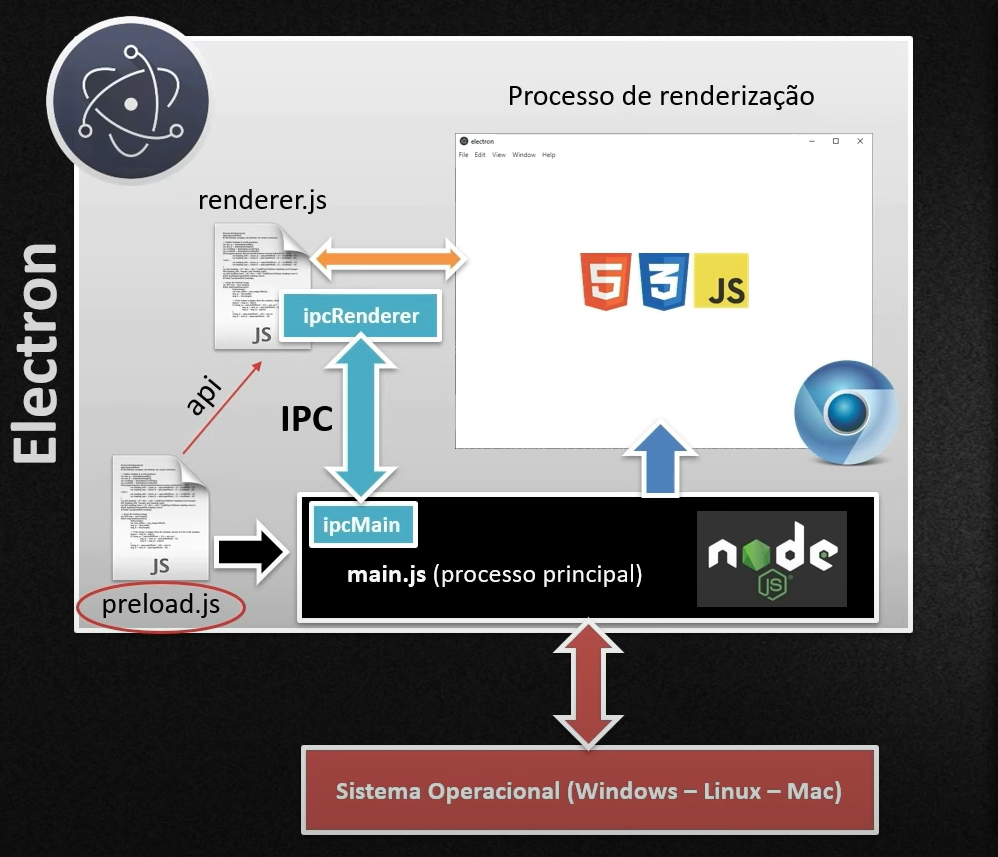 Electron
Processo de renderização
electron
File Edit View Window Help
renderer.js
JS
ipcRenderer
5
3
JS
api
IPC
JS
preload.js
ipcMain
main.js (processo principal)
node
JS
Sistema Operacional (Windows – Linux – Mac)